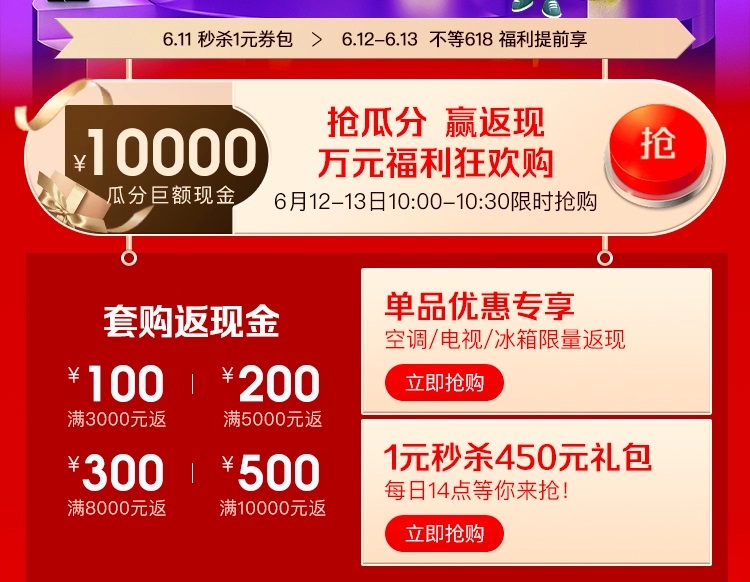 6.11 秒杀1元券包 > 6.12-6.13 不等618 福利提前享
¥10000
瓜分巨额现金
抢瓜分 赢返现
万元福利狂欢购
6月12-13日10:00-10:30限时抢购
抢
套购返现金
¥100
满3000元返
¥200
满5000元返
¥300
满8000元返
¥500
满10000元返
单品优惠专享
空调/电视/冰箱限量返现
立即抢购
1元秒杀450元礼包
每日14点等你来抢!
立即抢购